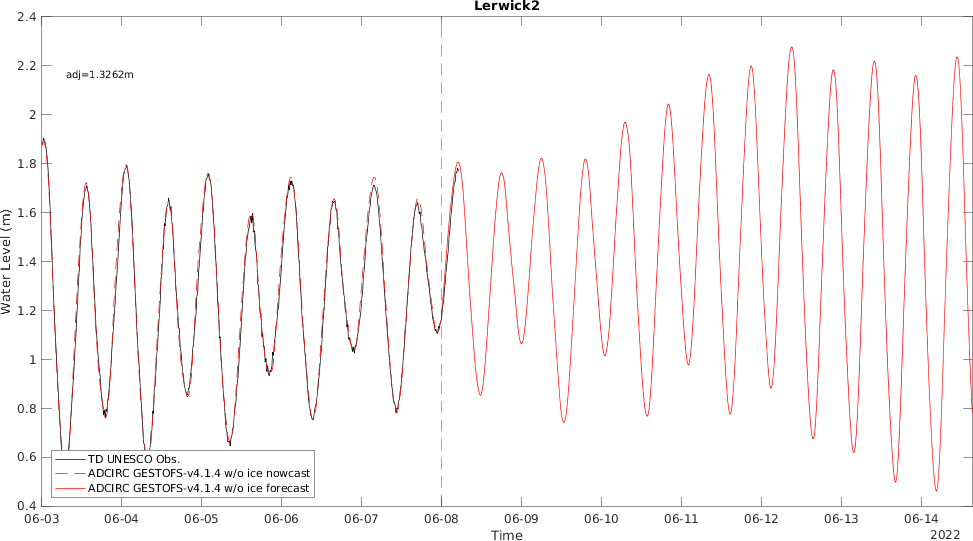 Lerwick2
2.4
2.2
2
1.8
1.6
1.4
1.2
1
0.8
0.6
0.4
Water Level (m)
adj=1.3262m
TD UNESCO Obs.
ADCIRC GESTOFS-v4.1.4 w/o ice nowcast
ADCIRC GESTOFS-v4.1.4 w/o ice forecast
06-03 06-04 06-05 06-06 06-07 06-08 06-09 06-10 06-11 06-12 06-13 06-14
Time
2022